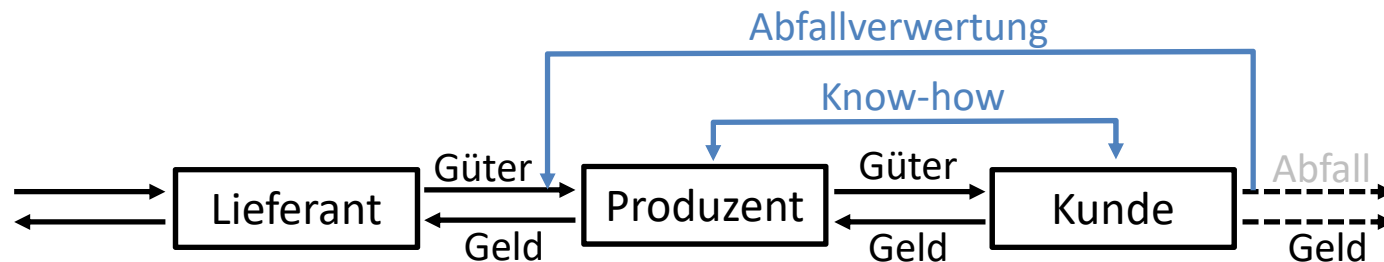 Abfallverwertung
Know-how
Güter
Güter
Abfall
Lieferant
Produzent
Kunde
Geld
Geld
Geld